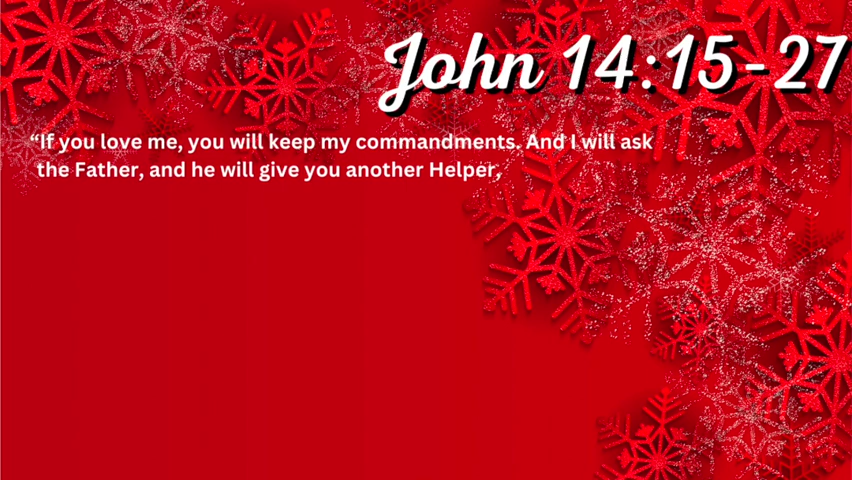 John 14:15-27
“If you love me, you will keep my commandments. And I will ask
the Father, and he will give you another Helper,